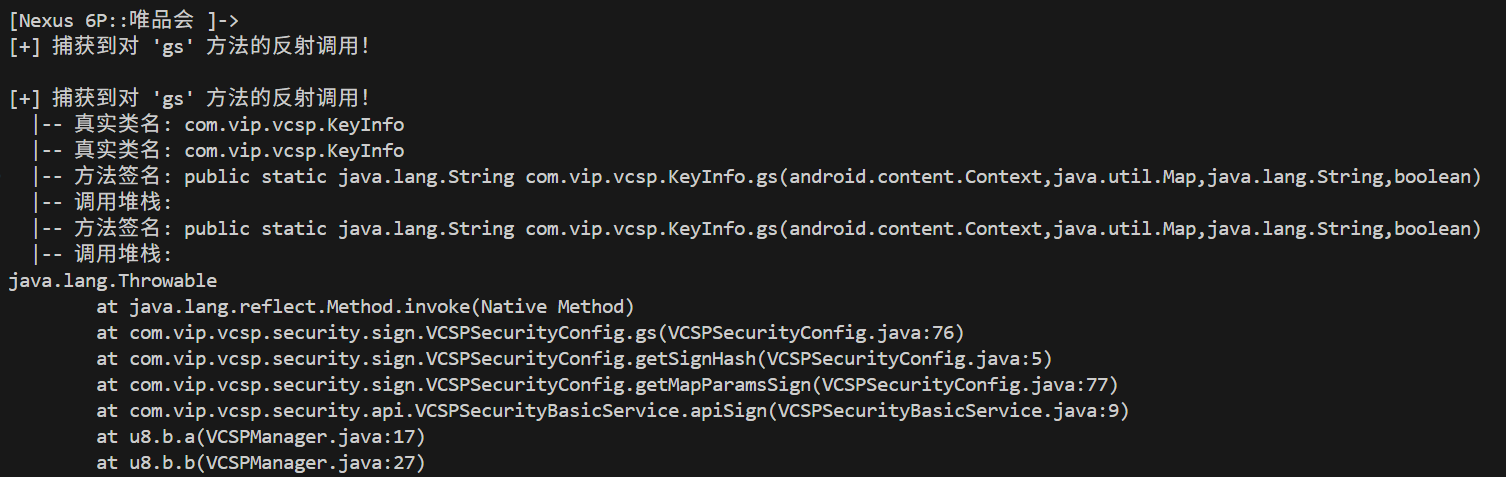 [Nexus 6P::唯品会 ]->
[+] 捕获到对 'gs' 方法的反射调用!
[+] 捕获到对 'gs' 方法的反射调用!
|-- 真实类名: com.vip.vcsp.KeyInfo
|-- 真实类名: com.vip.vcsp.KeyInfo
|-- 方法签名: public static java.lang.String com.vip.vcsp.KeyInfo.gs(android.content.Context,java.util.Map,java.lang.String,boolean)
|-- 调用堆栈:
|-- 方法签名: public static java.lang.String com.vip.vcsp.KeyInfo.gs(android.content.Context,java.util.Map,java.lang.String,boolean)
|-- 调用堆栈:
java.lang.Throwable
at java.lang.reflect.Method.invoke(Native Method)
at com.vip.vcsp.security.sign.VCSPSecurityConfig.gs(VCSPSecurityConfig.java:76)
at com.vip.vcsp.security.sign.VCSPSecurityConfig.getSignHash(VCSPSecurityConfig.java:5)
at com.vip.vcsp.security.sign.VCSPSecurityConfig.getMapParamsSign(VCSPSecurityConfig.java:77)
at com.vip.vcsp.security.api.VCSPSecurityBasicService.apiSign(VCSPSecurityBasicService.java:9)
at u8.b.a(VCSPManager.java:17)
at u8.b.b(VCSPManager.java:27)